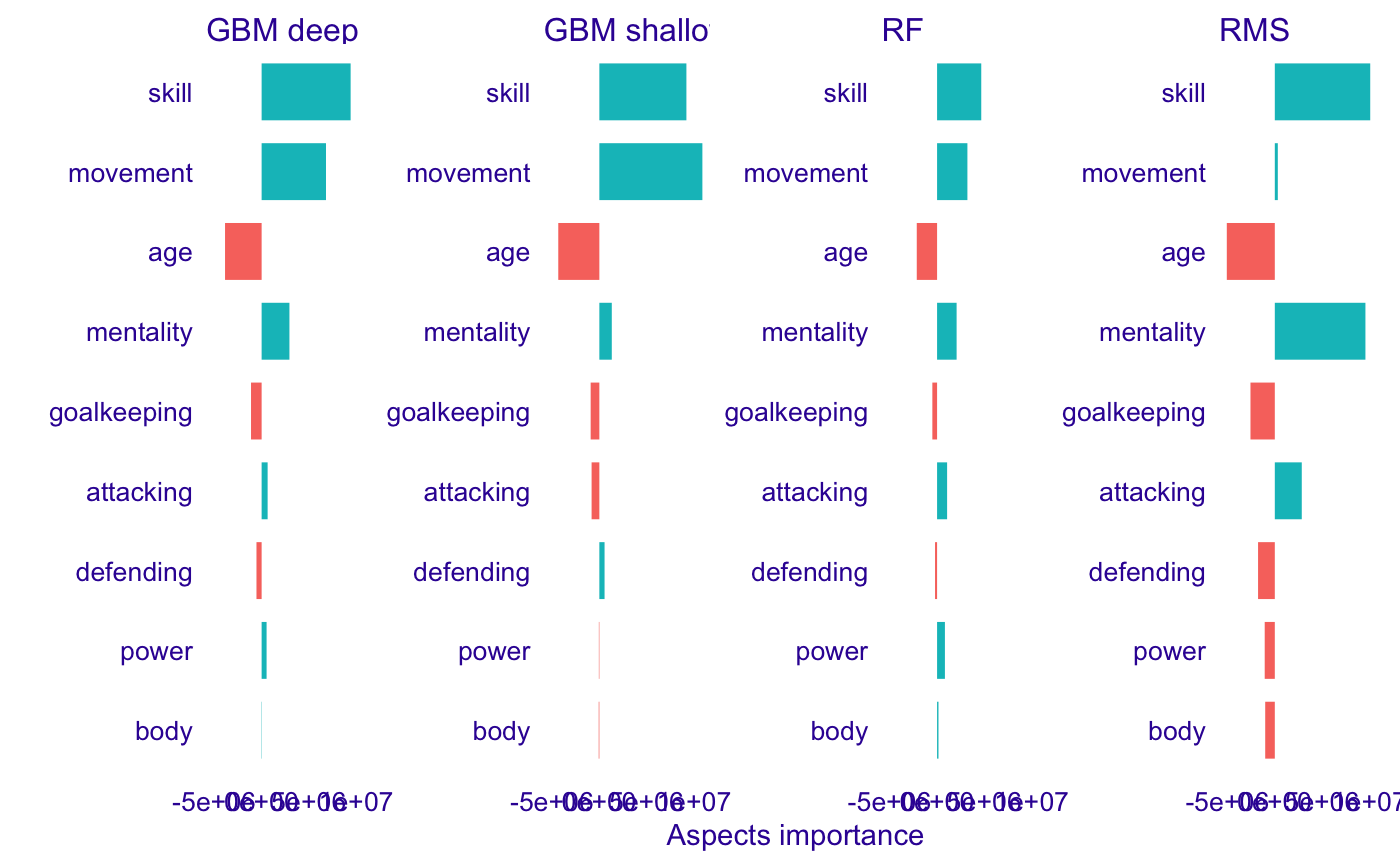 GBM deep GBM shallo RF RMS
skill skill skill skill
movement movement movement movement
age age age age
mentality mentality mentality mentality
goalkeeping goalkeeping goalkeeping goalkeeping
attacking attacking attacking attacking
defending defending defending defending
power power power power
body body body body
-5e+06 0e+00 5e+06 1e+07 -5e+06 0e+00 5e+06 1e+07 -5e+06 0e+00 5e+06 1e+07 -5e+06 0e+00 5e+06 1e+07
Aspects importance